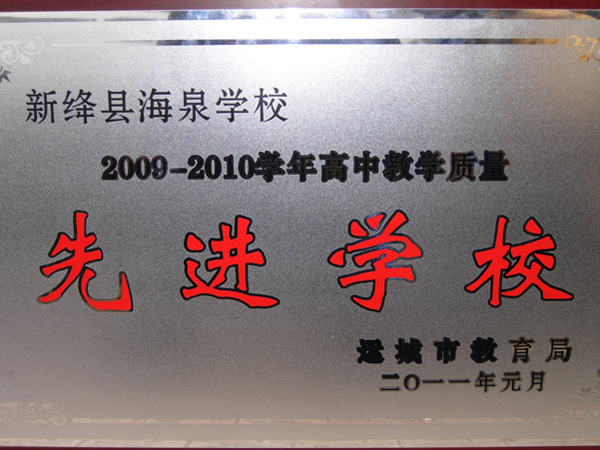 新绛县海泉学校
2009-2010学年高中教学质量
先进学校
运城市教育局
二〇一一年元月